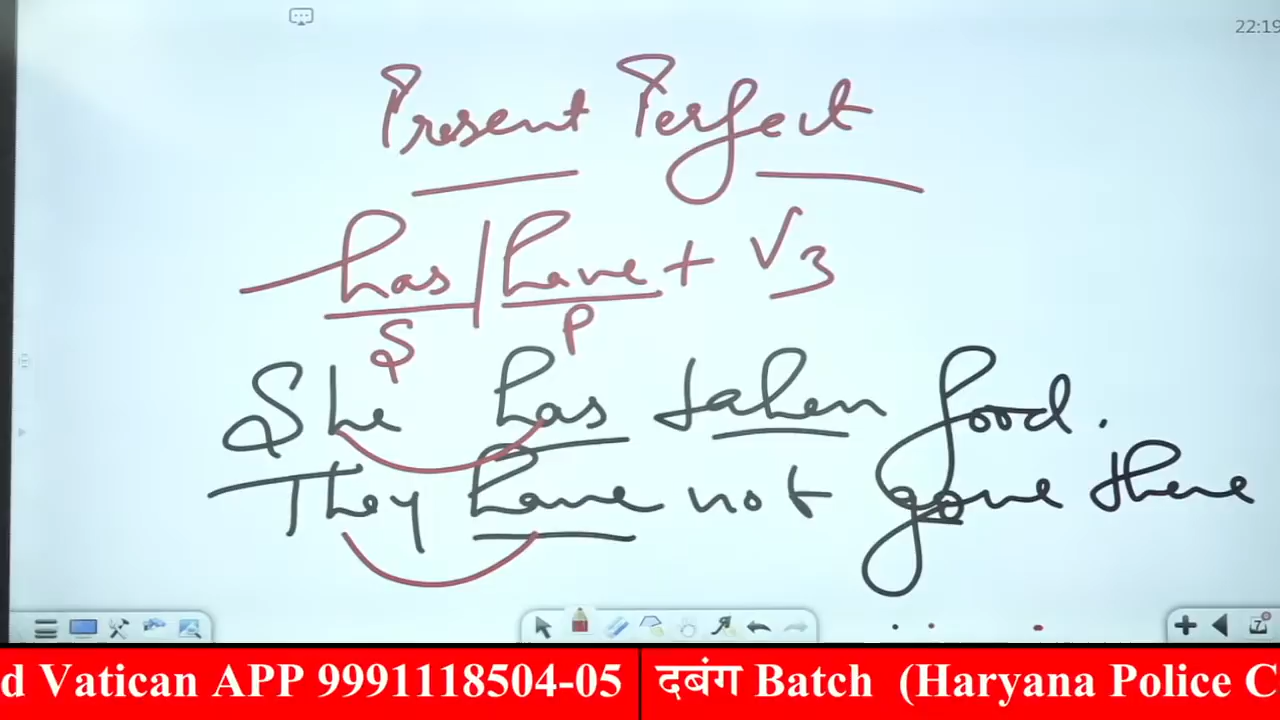 22:19
Present Perfect
has | have + V3
S P
She has taken food.
They have not gone there
d Vatican APP 9991118504-05 | दबंग Batch (Haryana Police C